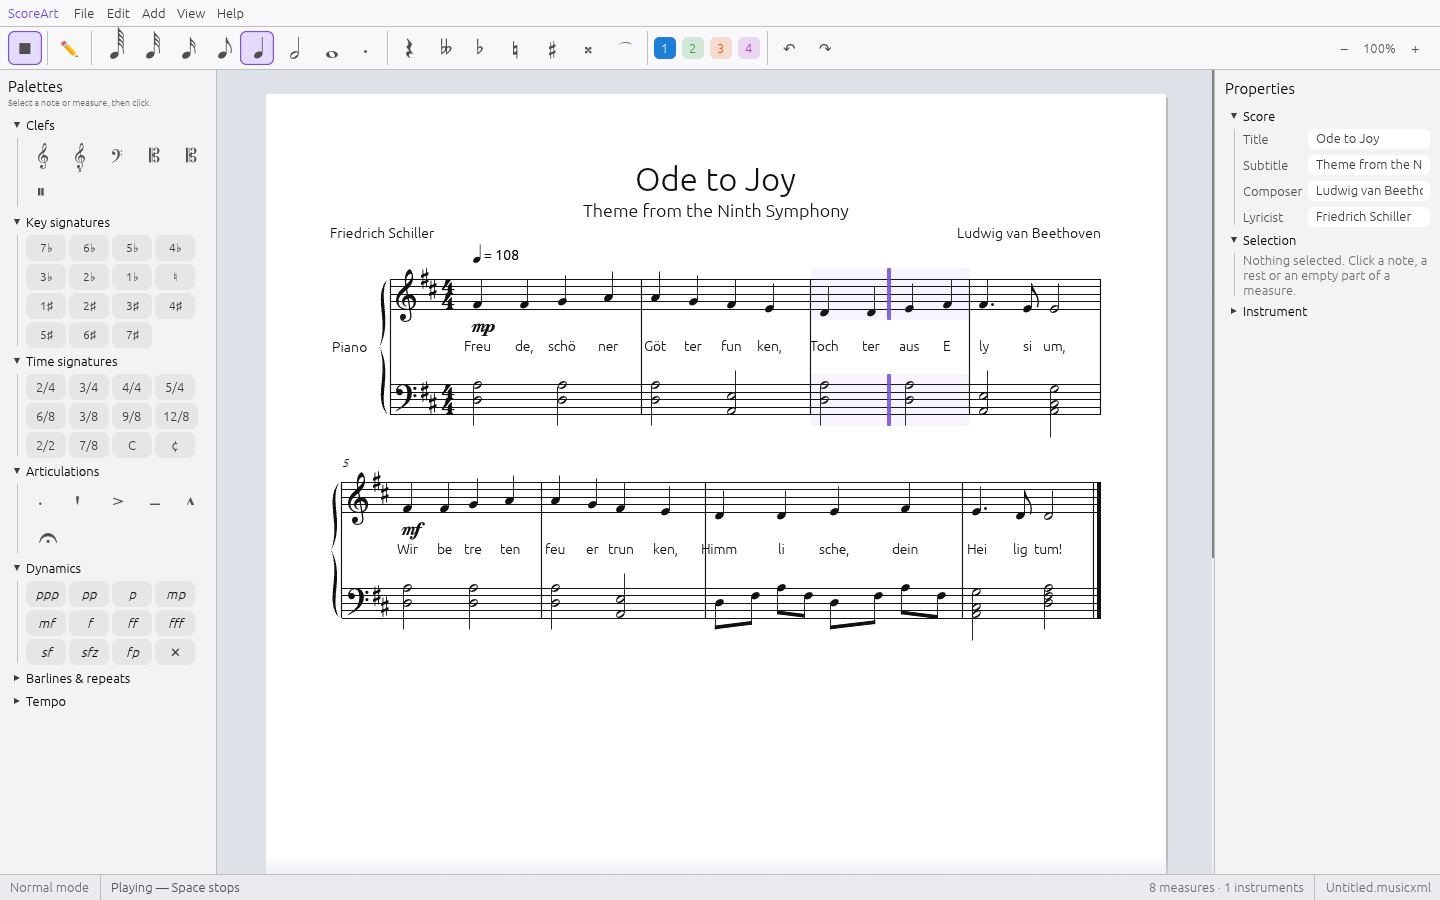 ScoreArt File Edit Add View Help
1 2 3 4 − 100% +
Palettes
Select a note or measure, then click.
Clefs
Key signatures
7♭ 6♭ 5♭ 4♭
3♭ 2♭ 1♭ ♮
1♯ 2♯ 3♯ 4♯
5♯ 6♯ 7♯
Time signatures
2/4 3/4 4/4 5/4
6/8 3/8 9/8 12/8
2/2 7/8 C ¢
Articulations
Dynamics
ppp pp p mp
mf f ff fff
sf sfz fp ✕
Barlines & repeats
Tempo
Ode to Joy
Theme from the Ninth Symphony
Friedrich Schiller Ludwig van Beethoven
= 108
4/4
mp
Piano
Freu de, schö ner Göt ter fun ken, Toch ter aus E ly si um,
4/4
5
mf
Wir be tre ten feu er trun ken, Himm li sche, dein Hei lig tum!
Properties
Score
Title Ode to Joy
Subtitle Theme from the N
Composer Ludwig van Beetho
Lyricist Friedrich Schiller
Selection
Nothing selected. Click a note, a
rest or an empty part of a
measure.
Instrument
Normal mode Playing — Space stops 8 measures · 1 instruments Untitled.musicxml